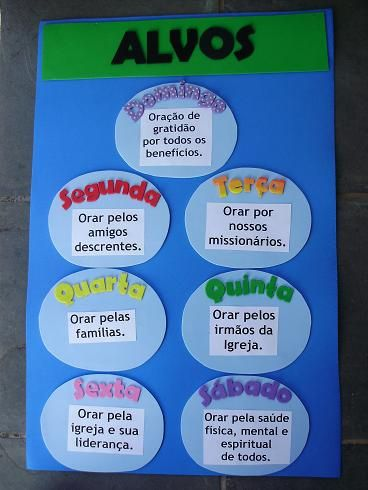 ALVOS
Domingo
Oração de
gratidão
por todos os
benefícios.
Segunda
Orar pelos
amigos
descrentes.
Terça
Orar por
nossos
missionários.
Quarta
Orar pelas
famílias.
Quinta
Orar pelos
irmãos da
Igreja.
Sexta
Orar pela
igreja e sua
liderança.
Sábado
Orar pela saúde
física, mental e
espiritual
de todos.